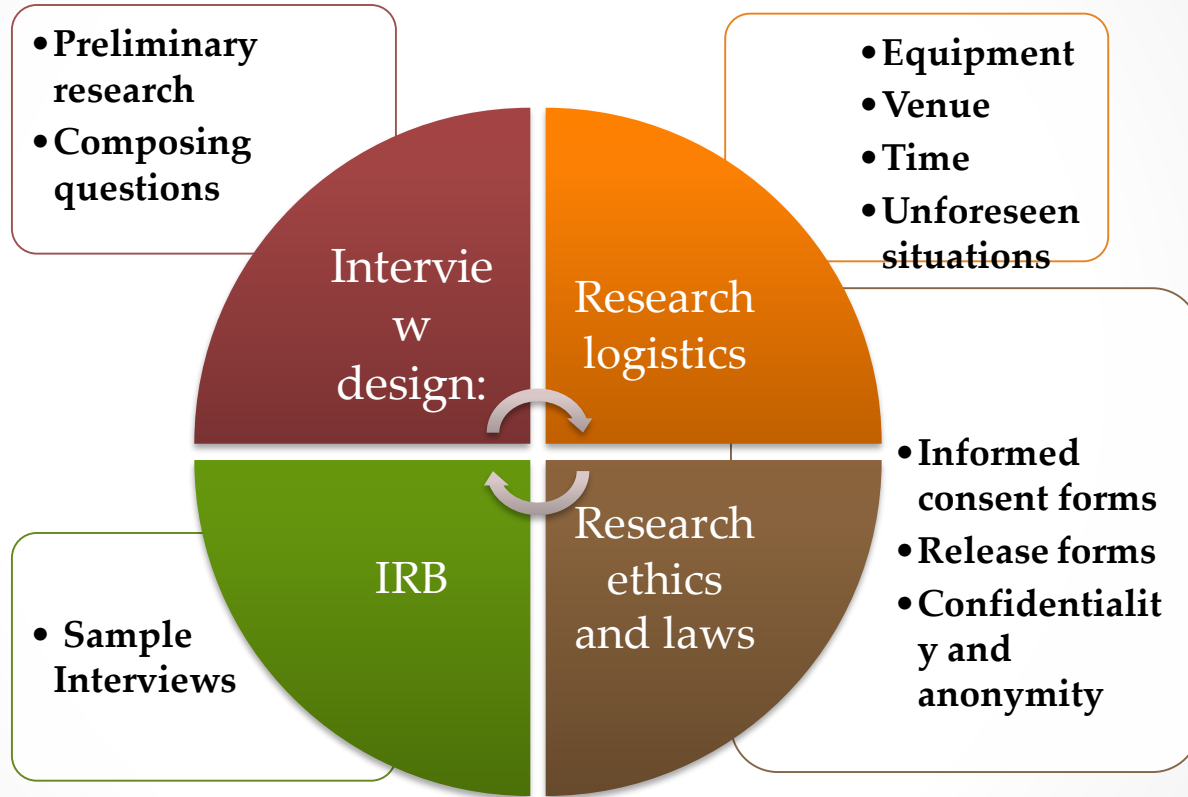 •Preliminary
research
•Composing
questions
Intervie
w
design:
•Equipment
•Venue
•Time
•Unforeseen
situations
Research
logistics
IRB
• Sample
Interviews
Research
ethics
and laws
•Informed
consent forms
•Release forms
•Confidentialit
y and
anonymity